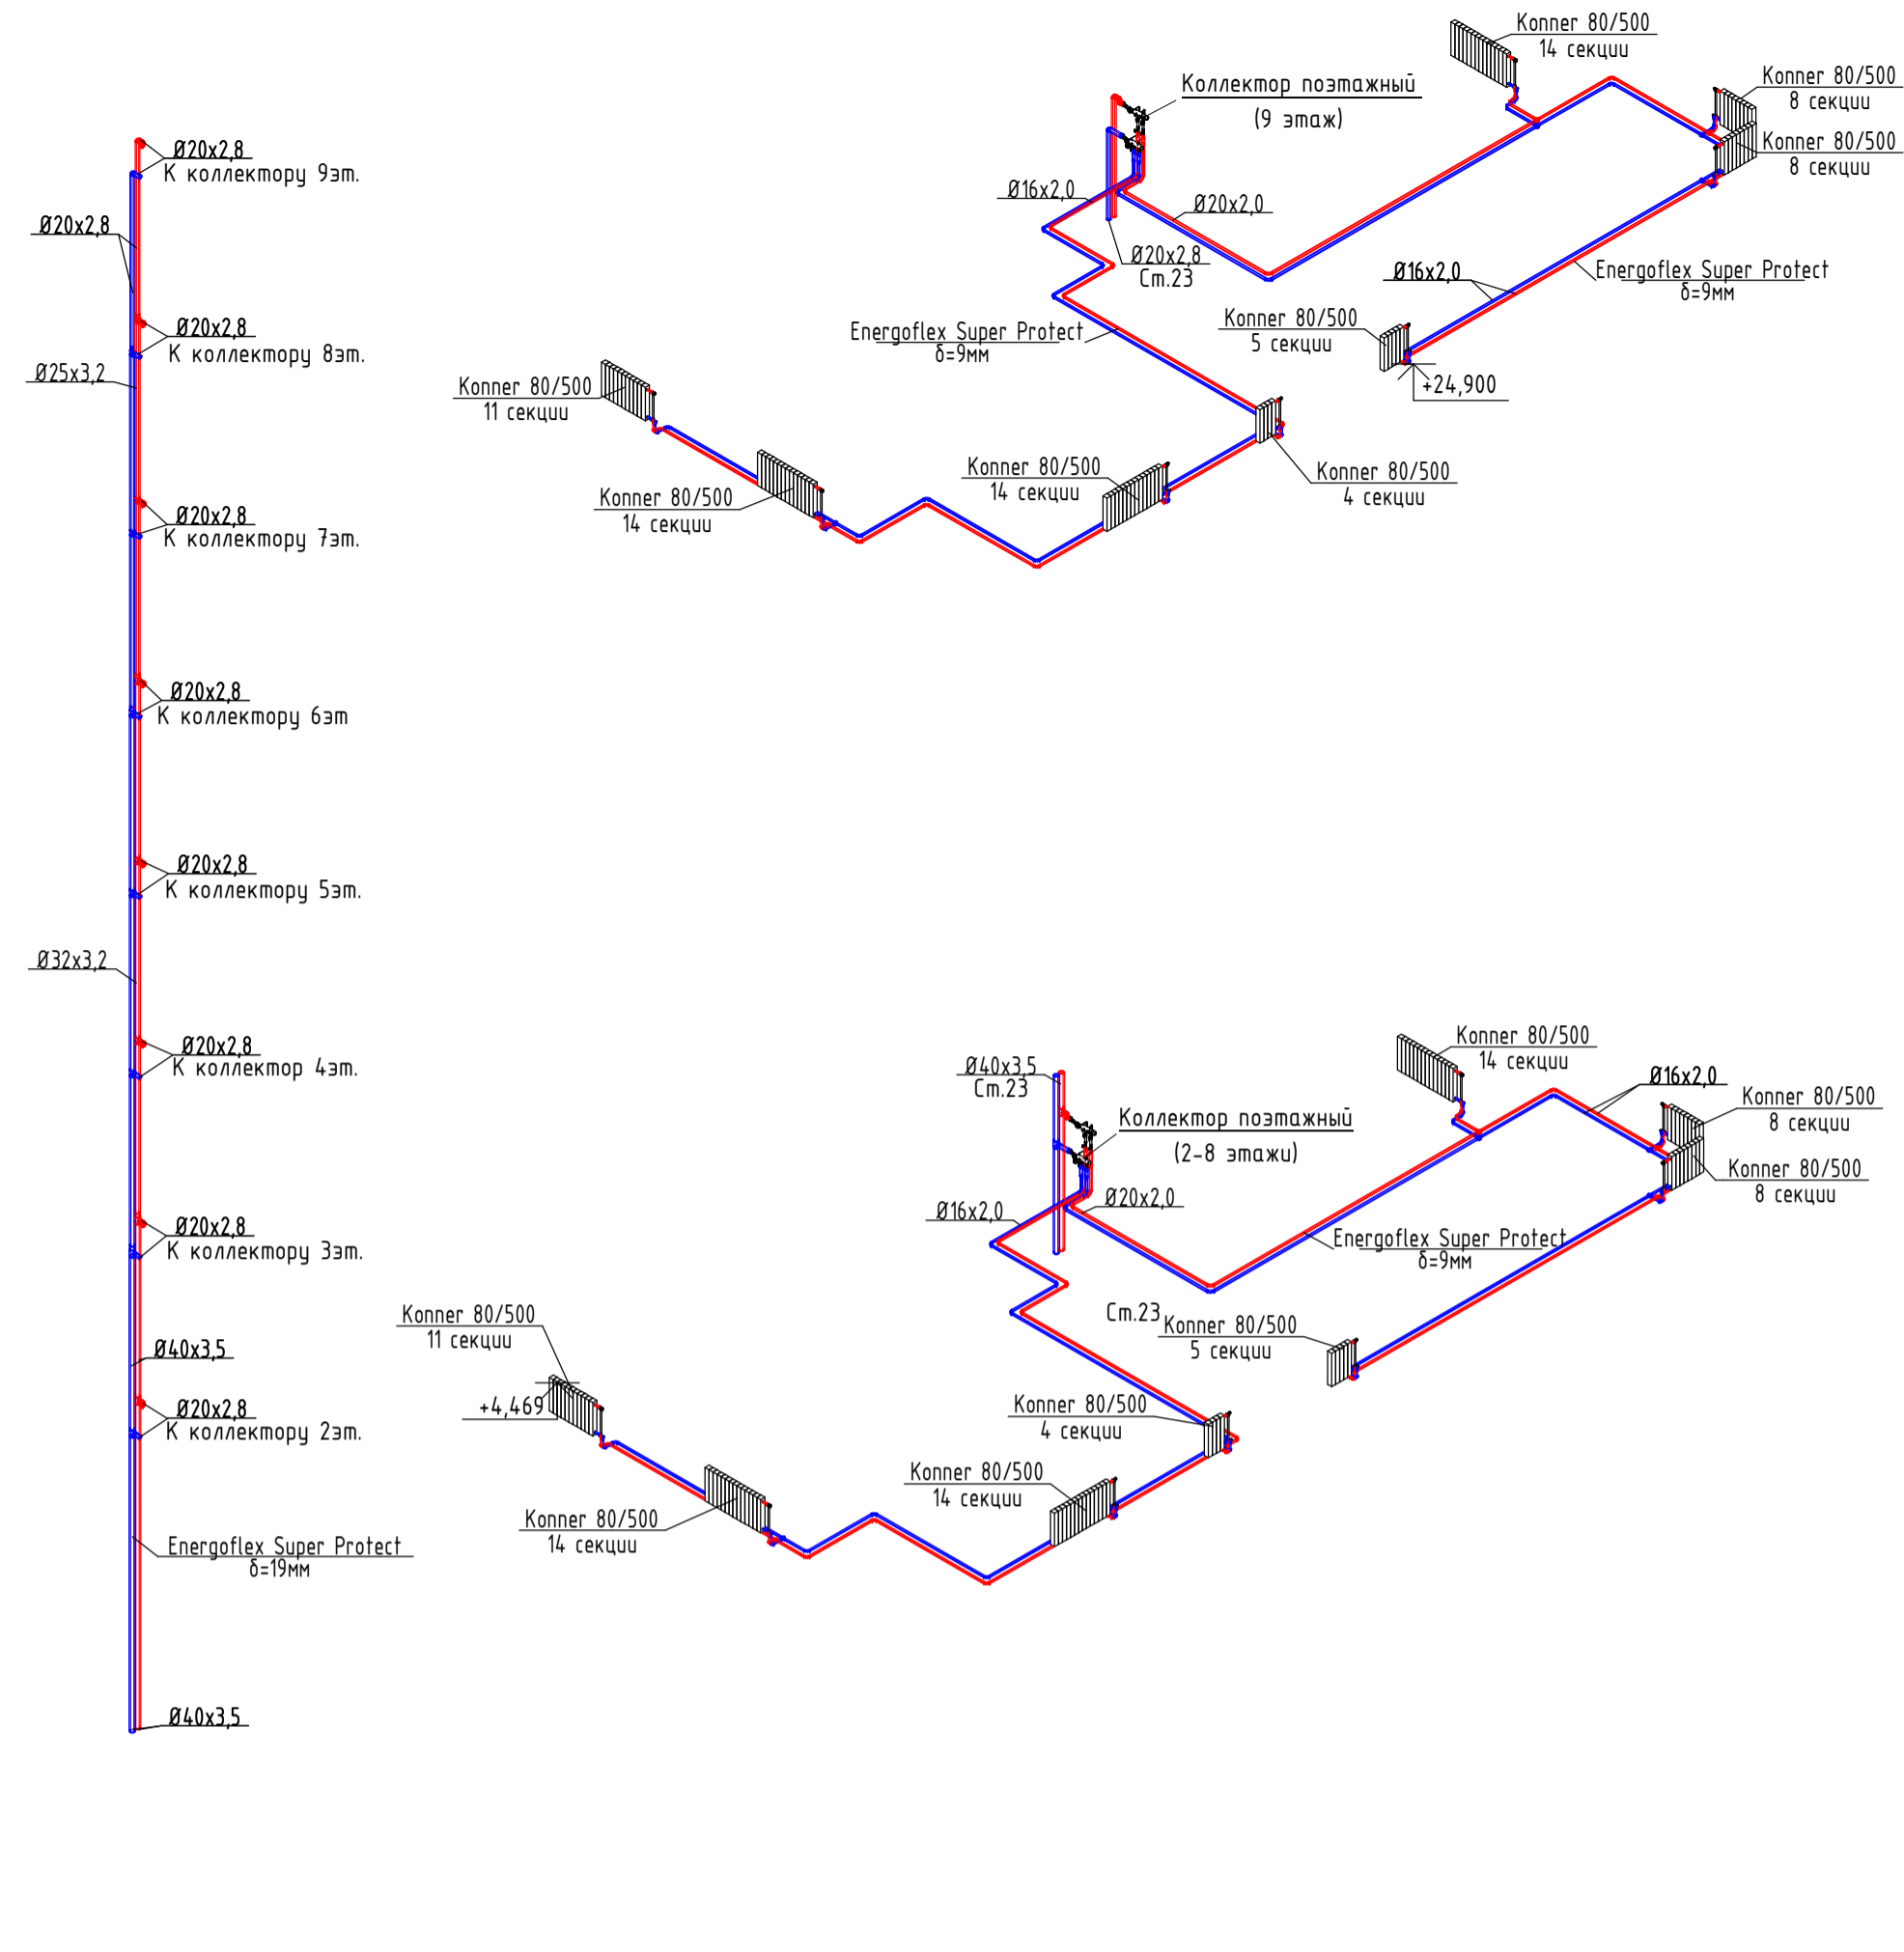 Ø20x2,8
К коллектору 9эт.
Ø20x2,8
Ø20x2,8
К коллектору 8эт.
Ø25x3,2
Ø20x2,8
К коллектору 7эт.
Ø20x2,8
К коллектору 6эт
Ø20x2,8
К коллектору 5эт.
Ø32x3,2
Ø20x2,8
К коллектор 4эт.
Ø20x2,8
К коллектору 3эт.
Ø40x3,5
Ø20x2,8
К коллектору 2эт.
Energoflex Super Protect
δ=19мм
Ø40x3,5
Konner 80/500
14 секции
Коллектор поэтажный
(9 этаж)
Konner 80/500
8 секции
Konner 80/500
8 секции
Ø16x2,0
Ø20x2,0
Ø20x2,8
Ст.23
Ø16x2,0
Energoflex Super Protect
δ=9мм
Energoflex Super Protect
δ=9мм
Konner 80/500
5 секции
+24,900
Konner 80/500
11 секции
Konner 80/500
14 секции
Konner 80/500
14 секции
Konner 80/500
4 секции
Konner 80/500
14 секции
Ø40x3,5
Ст.23
Ø16x2,0
Konner 80/500
8 секции
Коллектор поэтажный
(2-8 этажи)
Konner 80/500
8 секции
Ø16x2,0
Ø20x2,0
Energoflex Super Protect
δ=9мм
Ст.23
Konner 80/500
5 секции
Konner 80/500
11 секции
+4,469
Konner 80/500
4 секции
Konner 80/500
14 секции
Konner 80/500
14 секции